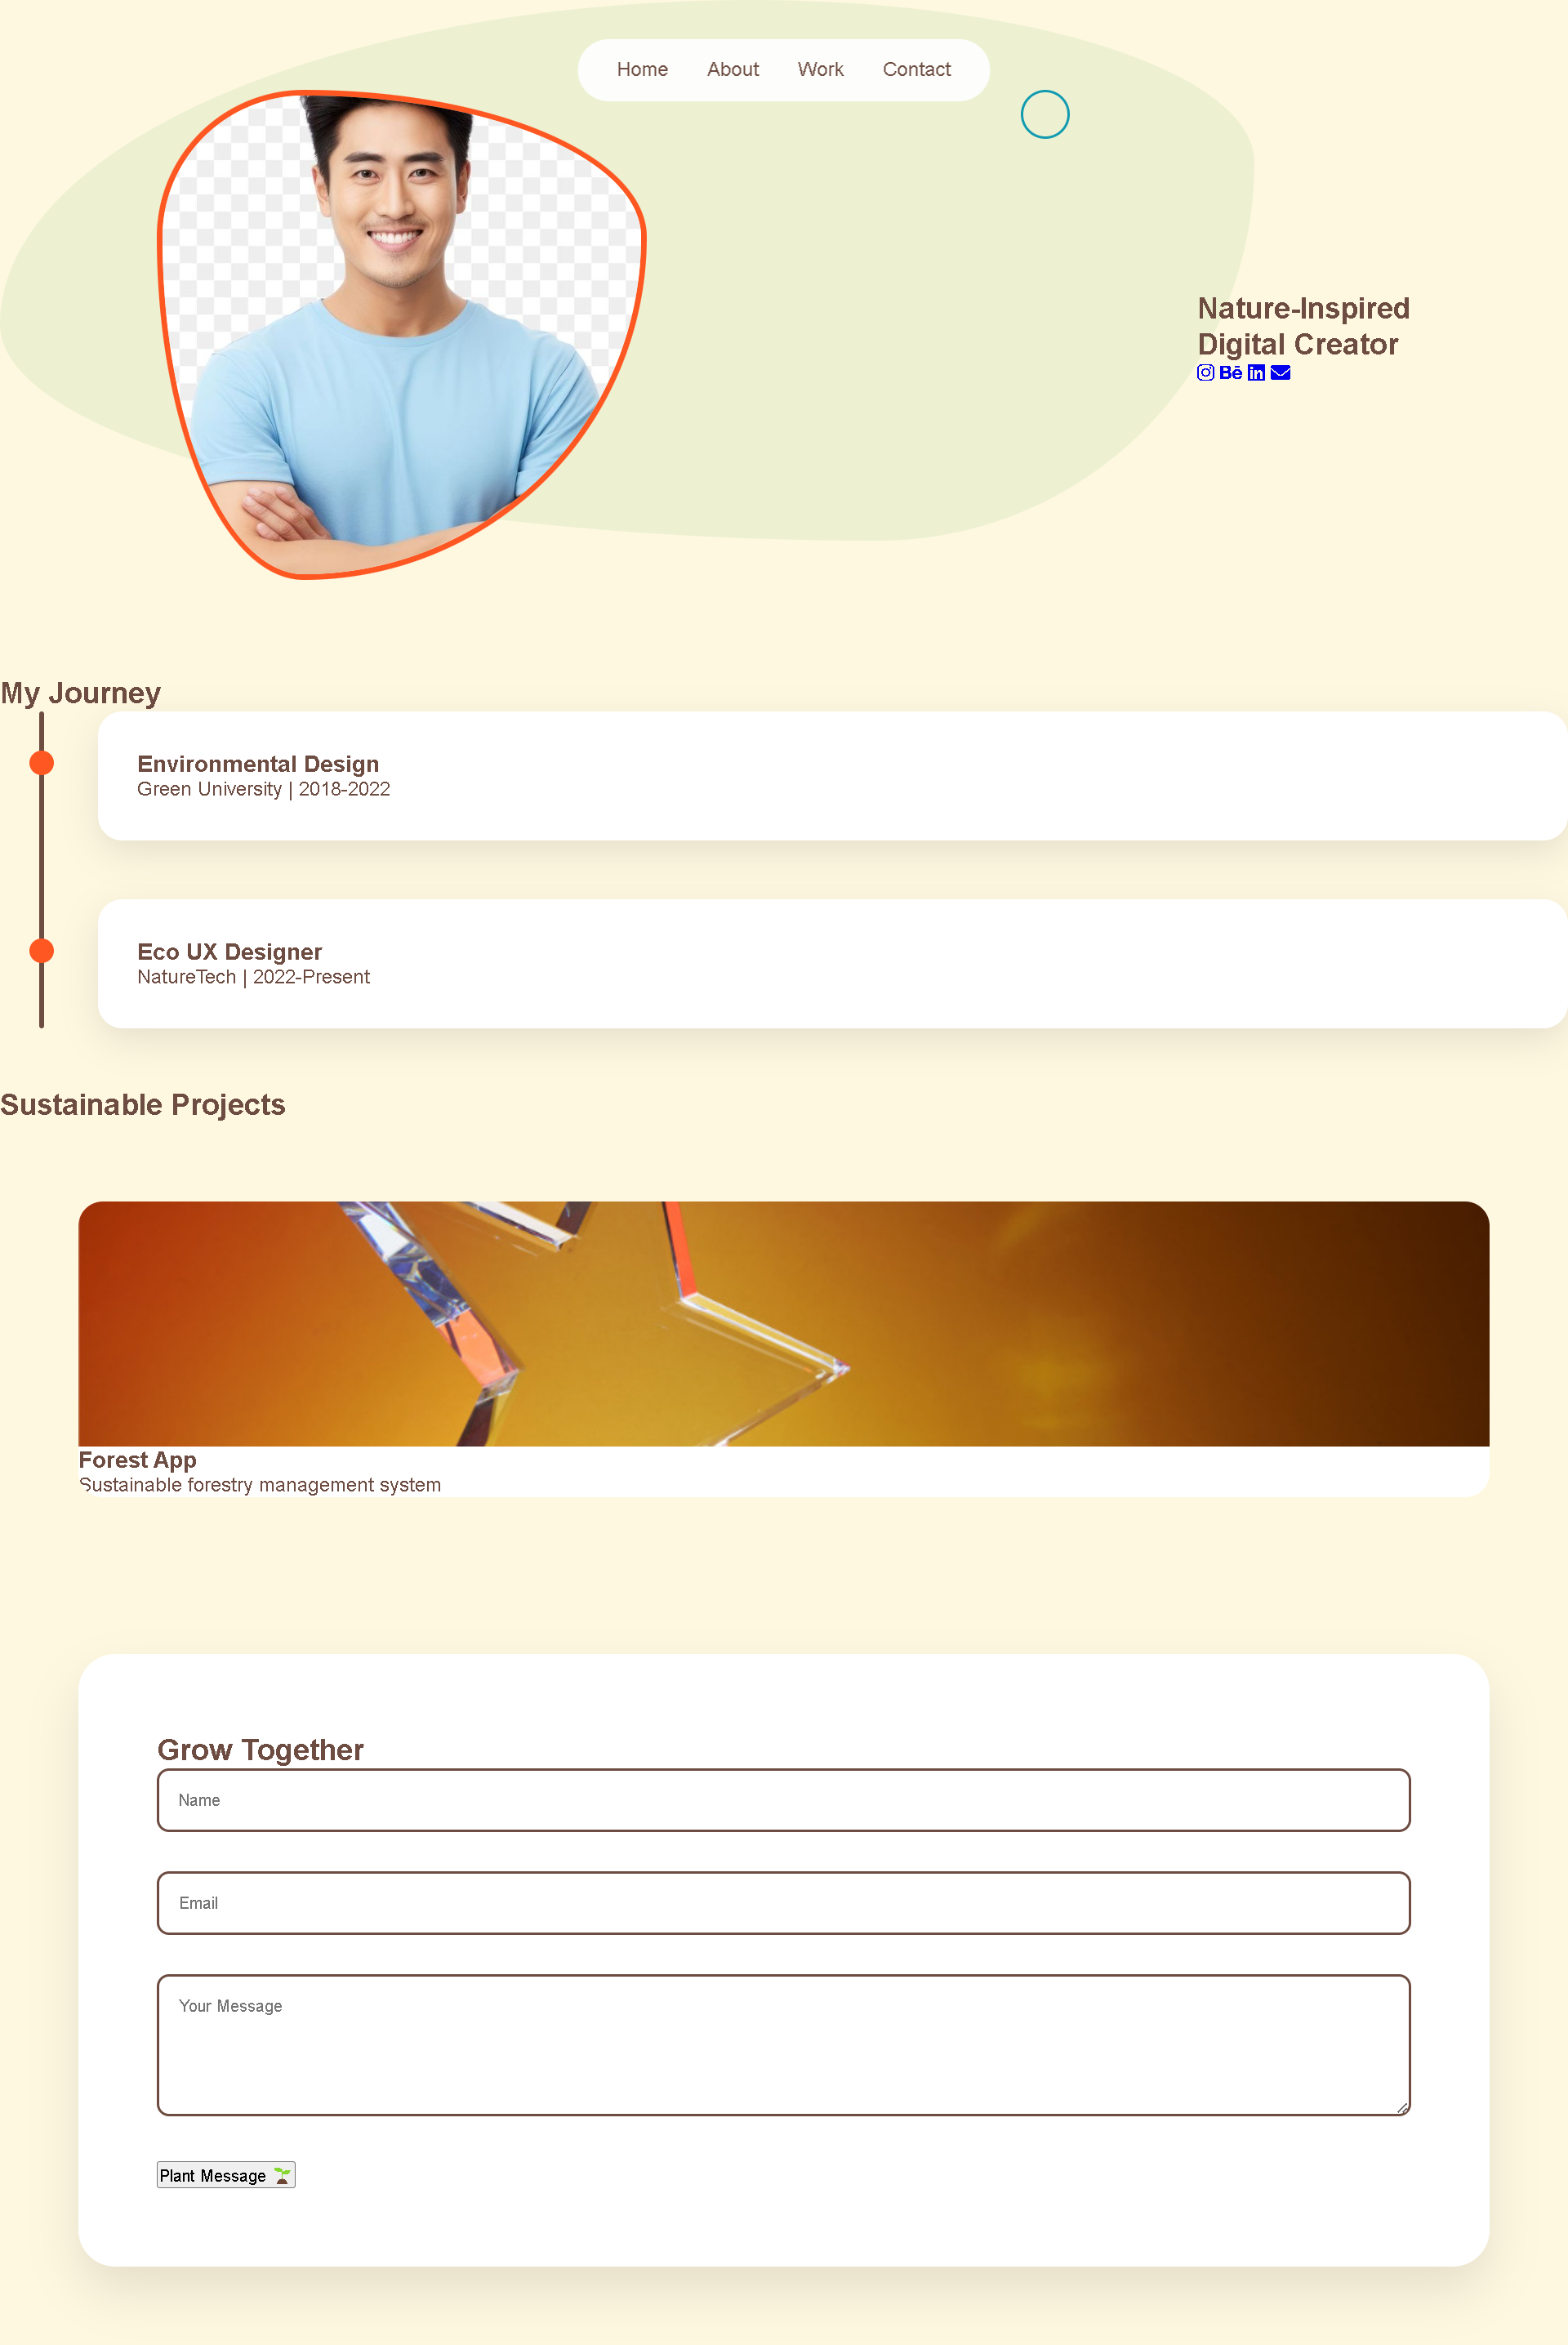 Home About Work Contact
Nature-Inspired
Digital Creator
Bē in
My Journey
Environmental Design
Green University | 2018-2022
Eco UX Designer
NatureTech | 2022-Present
Sustainable Projects
Forest App
Sustainable forestry management system
Grow Together
Name
Email
Your Message
Plant Message 🌱